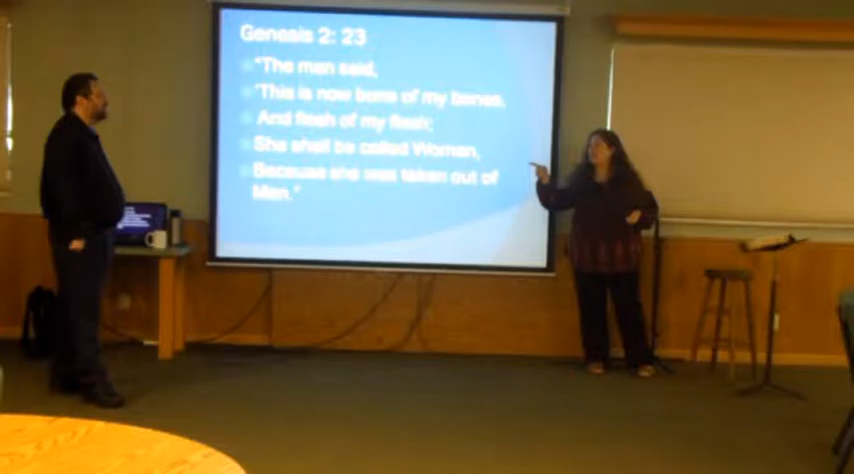 Genesis 2: 23
"The man said,
'This is now bone of my bones,
And flesh of my flesh;
She shall be called Woman,
Because she was taken out of
Man."